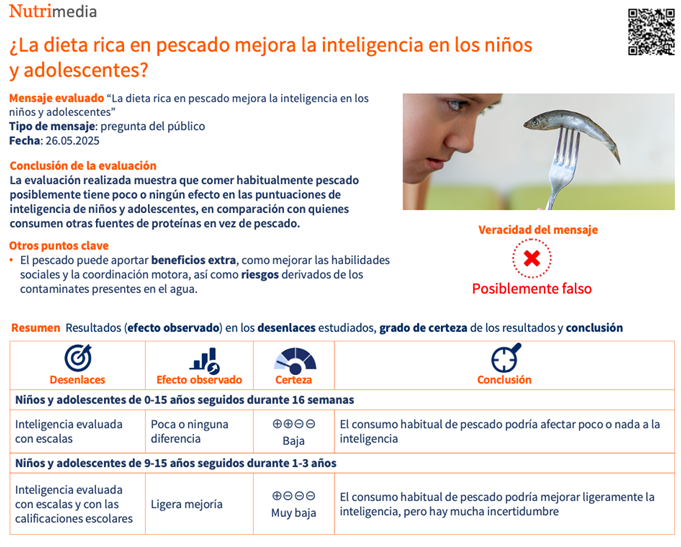 Nutrimedia
¿La dieta rica en pescado mejora la inteligencia en los niños
y adolescentes?
Mensaje evaluado “La dieta rica en pescado mejora la inteligencia en los
niños y adolescentes”
Tipo de mensaje: pregunta del público
Fecha: 26.05.2025
Conclusión de la evaluación
La evaluación realizada muestra que comer habitualmente pescado
posiblemente tiene poco o ningún efecto en las puntuaciones de
inteligencia de niños y adolescentes, en comparación con quienes
consumen otras fuentes de proteínas en vez de pescado.
Otros puntos clave
• El pescado puede aportar beneficios extra, como mejorar las habilidades
sociales y la coordinación motora, así como riesgos derivados de los
contaminates presentes en el agua.
Veracidad del mensaje
Posiblemente falso
Resumen Resultados (efecto observado) en los desenlaces estudiados, grado de certeza de los resultados y conclusión
Desenlaces Efecto observado Certeza Conclusión
Niños y adolescentes de 0-15 años seguidos durante 16 semanas
Inteligencia evaluada
con escalas
Poca o ninguna
diferencia
⊕⊕⊖⊖
Baja
El consumo habitual de pescado podría afectar poco o nada a la
inteligencia
Niños y adolescentes de 9-15 años seguidos durante 1-3 años
Inteligencia evaluada
con escalas y con las
calificaciones escolares
Ligera mejoría
⊕⊖⊖⊖
Muy baja
El consumo habitual de pescado podría mejorar ligeramente la
inteligencia, pero hay mucha incertidumbre